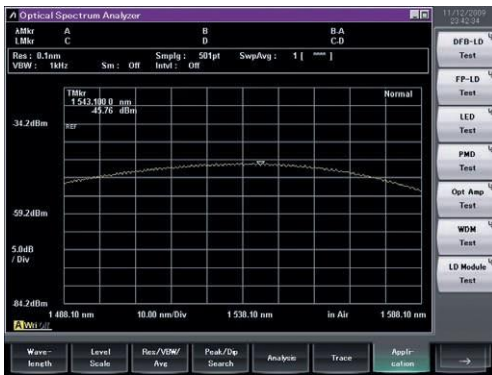 Optical Spectrum Analyzer
11/12/2009
23:42:34
λMkr A B B-A
LMkr C D C-D
Res : 0.1nm Smplg : 501pt SwpAvg : 1 [ **** ]
VBW : 1kHz Sm : Off Intvl : Off
TMkr Normal
1 543.100 0 nm
-45.76 dBm
-34.2dBm
REF
-59.2dBm
5.0dB
/ Div
-84.2dBm
1 488.10 nm 10.00 nm/Div 1 538.10 nm in Air 1 588.10 nm
A
DFB-LD
Test
FP-LD
Test
LED
Test
PMD
Test
Opt Amp
Test
WDM
Test
LD Module
Test
Wave-
length
Level
Scale
Res/VBW/
Avg
Peak/Dip
Search
Analysis
Trace
Appli-
cation
→